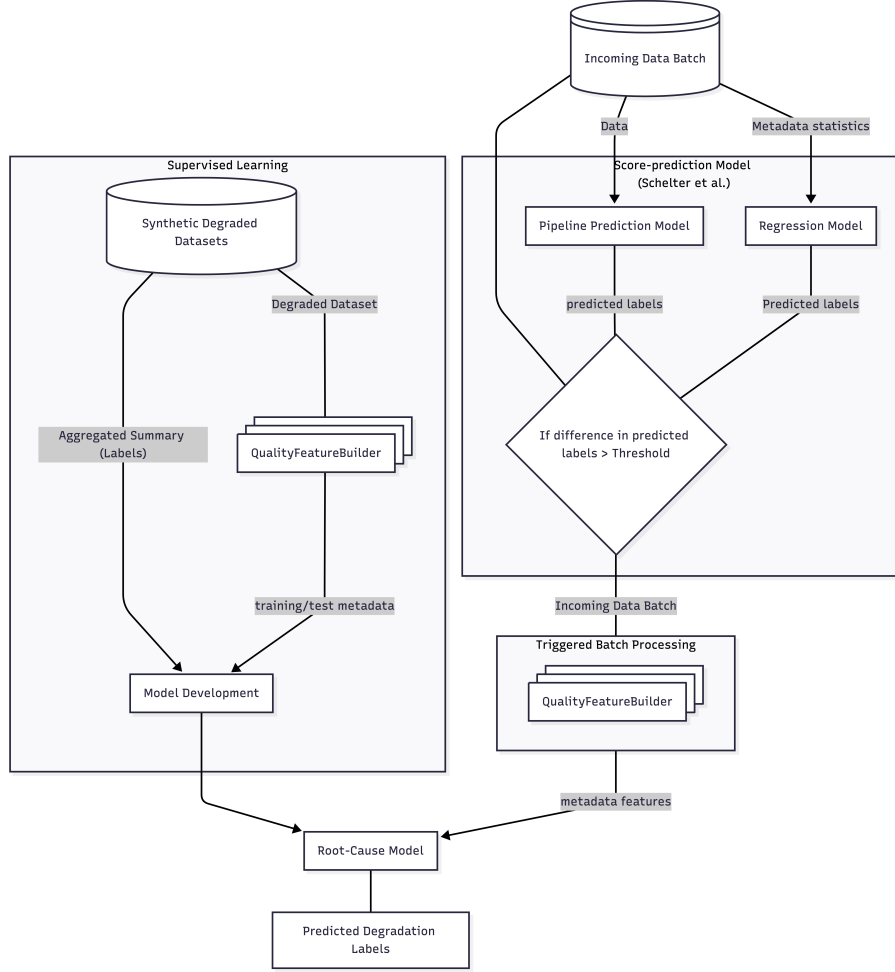 Incoming Data Batch
Data
Metadata statistics
Supervised Learning
Score-prediction Model
(Schelter et al.)
Synthetic Degraded
Datasets
Pipeline Prediction Model
Regression Model
Degraded Dataset
predicted labels
Predicted labels
Aggregated Summary
(Labels)
QualityFeatureBuilder
If difference in predicted
labels > Threshold
training/test metadata
Incoming Data Batch
Triggered Batch Processing
Model Development
QualityFeatureBuilder
metadata features
Root-Cause Model
Predicted Degradation
Labels